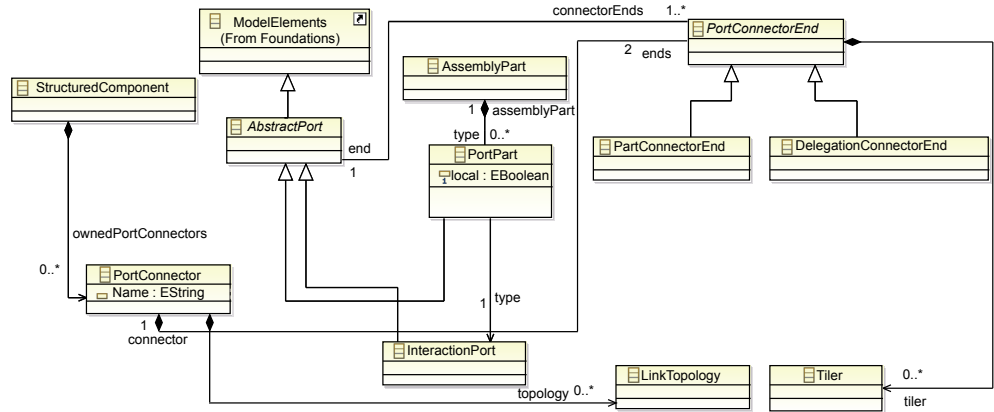 connectorEnds
1..*
ModelElements
(From Foundations)
PortConnectorEnd
2
ends
AssemblyPart
StructuredComponent
1
assemblyPart
AbstractPort
end
1
type
0..*
PartConnectorEnd
DelegationConnectorEnd
PortPart
local : EBoolean
ownedPortConnectors
0..*
PortConnector
Name : EString
1
type
1
connector
InteractionPort
LinkTopology
Tiler
0..*
topology
0..*
tiler